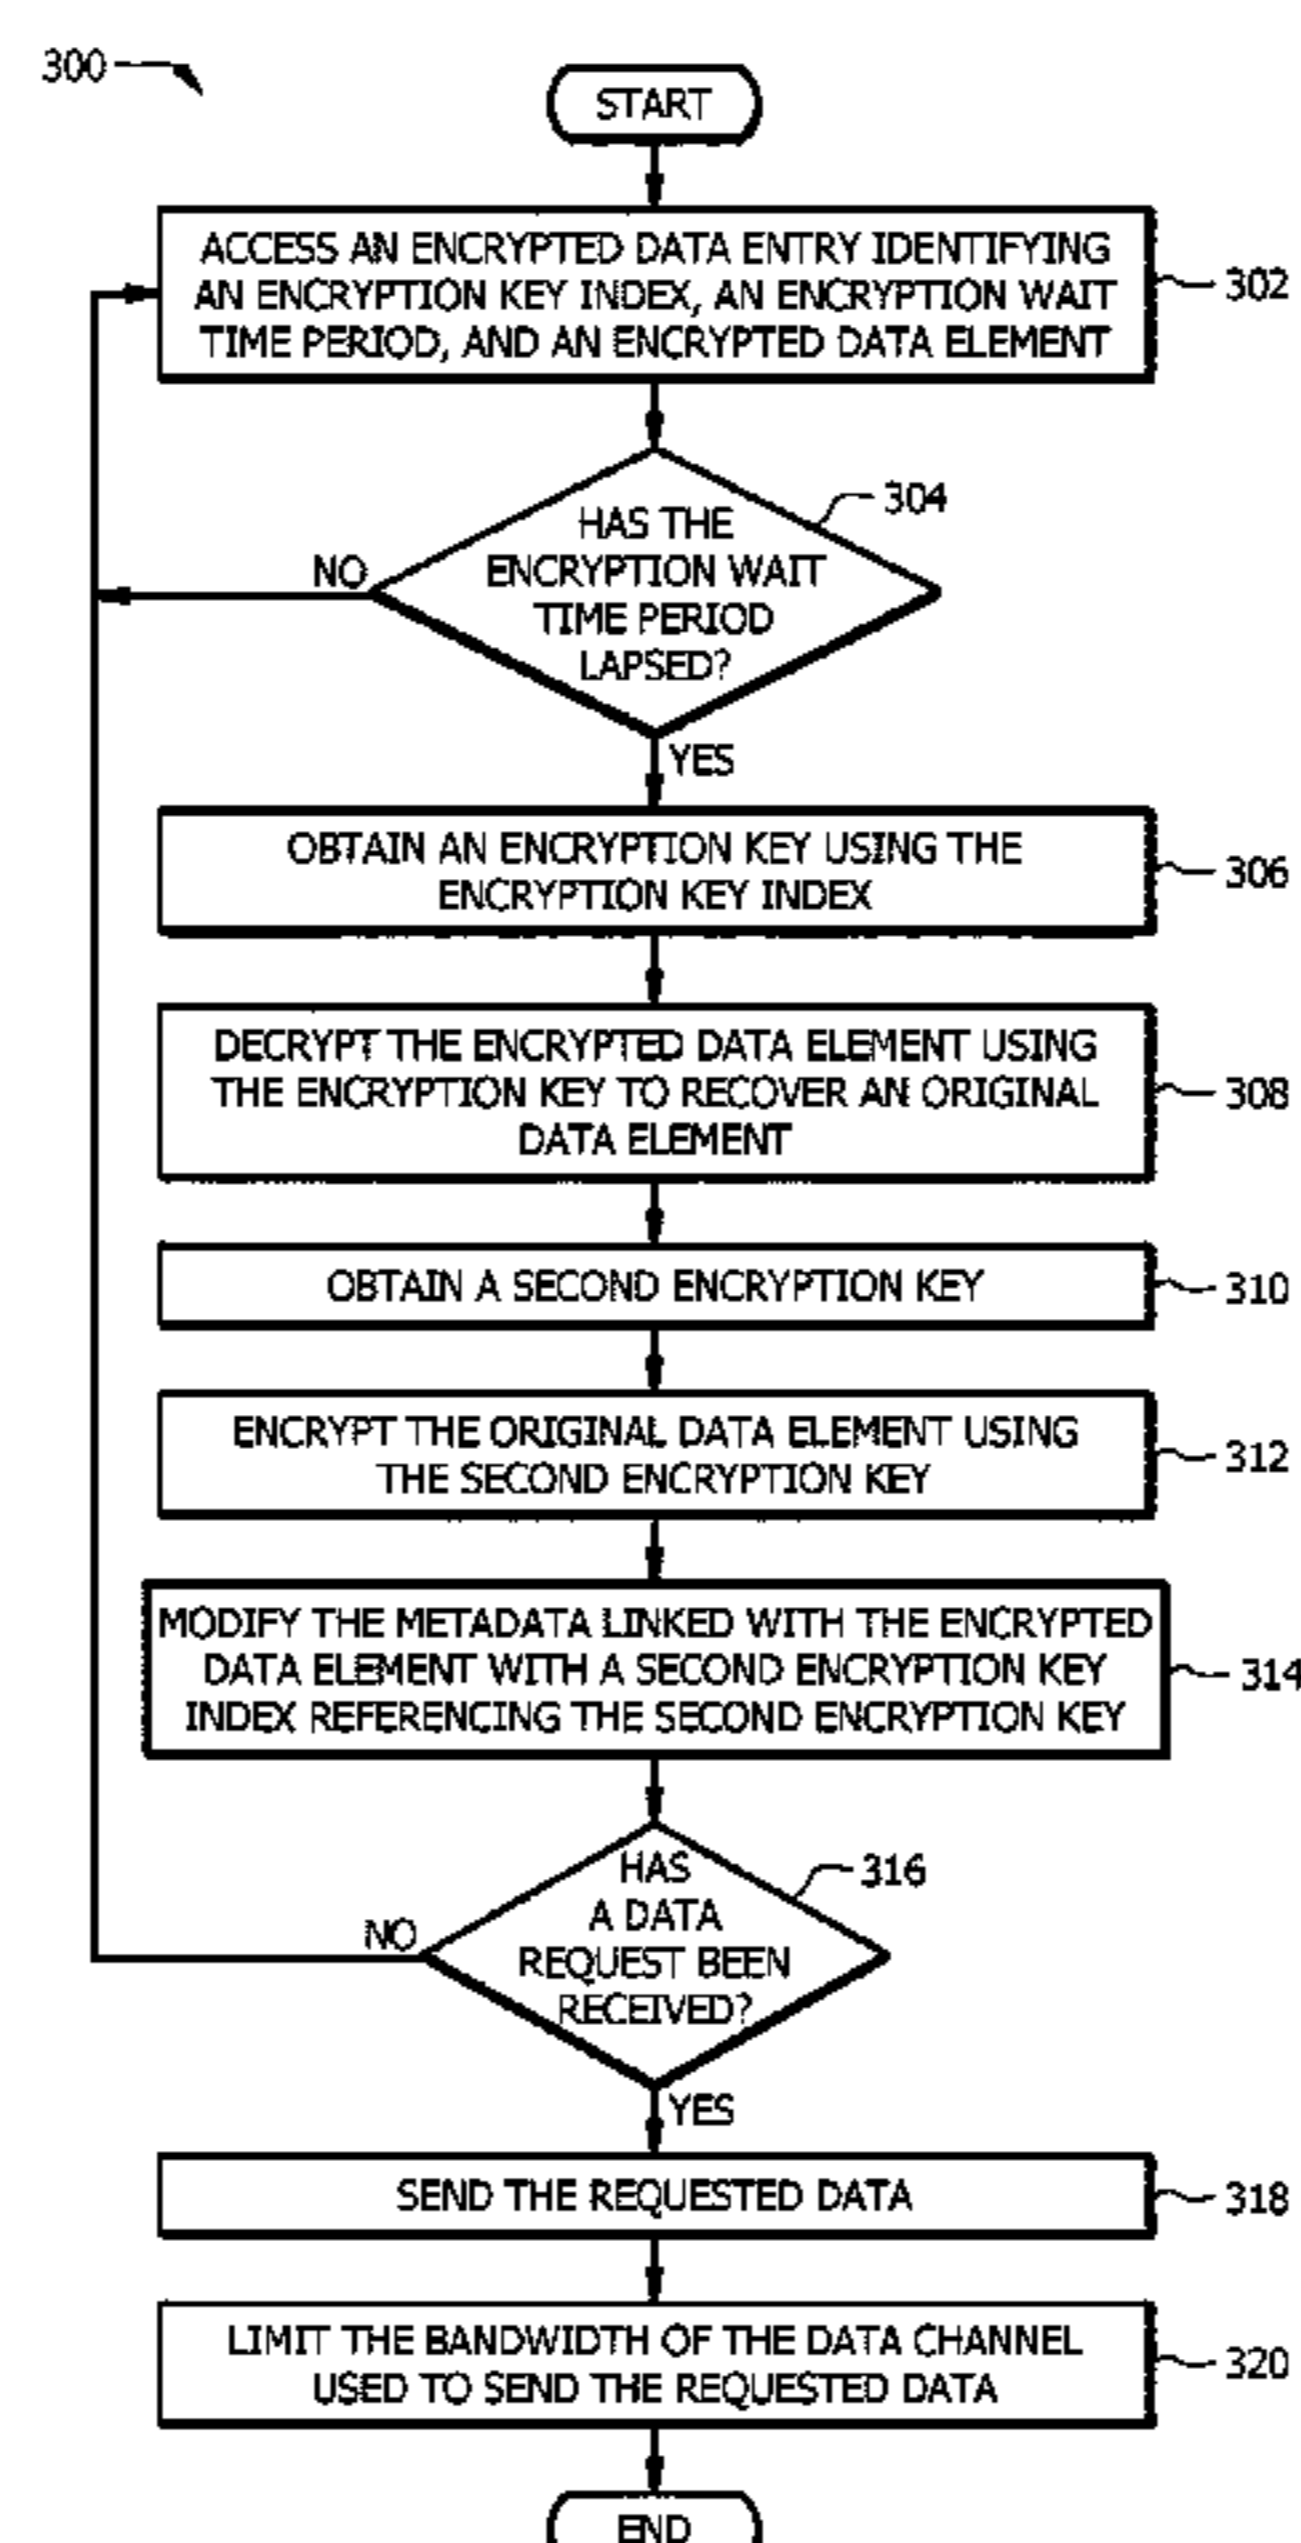 300
START
ACCESS AN ENCRYPTED DATA ENTRY IDENTIFYING
AN ENCRYPTION KEY INDEX, AN ENCRYPTION WAIT
TIME PERIOD, AND AN ENCRYPTED DATA ELEMENT
302
HAS THE
ENCRYPTION WAIT
TIME PERIOD
LAPSED?
304
NO
YES
OBTAIN AN ENCRYPTION KEY USING THE
ENCRYPTION KEY INDEX
306
DECRYPT THE ENCRYPTED DATA ELEMENT USING
THE ENCRYPTION KEY TO RECOVER AN ORIGINAL
DATA ELEMENT
308
OBTAIN A SECOND ENCRYPTION KEY
310
ENCRYPT THE ORIGINAL DATA ELEMENT USING
THE SECOND ENCRYPTION KEY
312
MODIFY THE METADATA LINKED WITH THE ENCRYPTED
DATA ELEMENT WITH A SECOND ENCRYPTION KEY
INDEX REFERENCING THE SECOND ENCRYPTION KEY
314
HAS
A DATA
REQUEST BEEN
RECEIVED?
316
NO
YES
SEND THE REQUESTED DATA
318
LIMIT THE BANDWIDTH OF THE DATA CHANNEL
USED TO SEND THE REQUESTED DATA
320
END